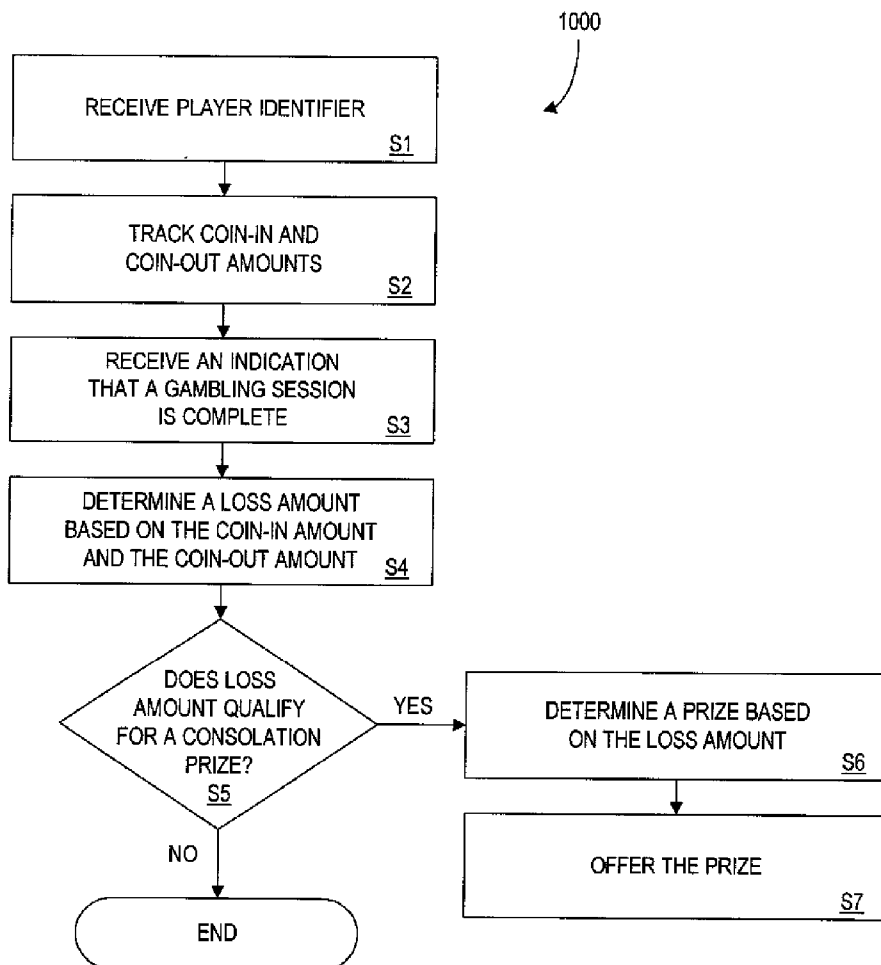 1000
RECEIVE PLAYER IDENTIFIER
S1
TRACK COIN-IN AND
COIN-OUT AMOUNTS
S2
RECEIVE AN INDICATION
THAT A GAMBLING SESSION
IS COMPLETE
S3
DETERMINE A LOSS AMOUNT
BASED ON THE COIN-IN AMOUNT
AND THE COIN-OUT AMOUNT
S4
DOES LOSS
AMOUNT QUALIFY
FOR A CONSOLATION
PRIZE?
S5
YES
DETERMINE A PRIZE BASED
ON THE LOSS AMOUNT
S6
OFFER THE PRIZE
S7
NO
END